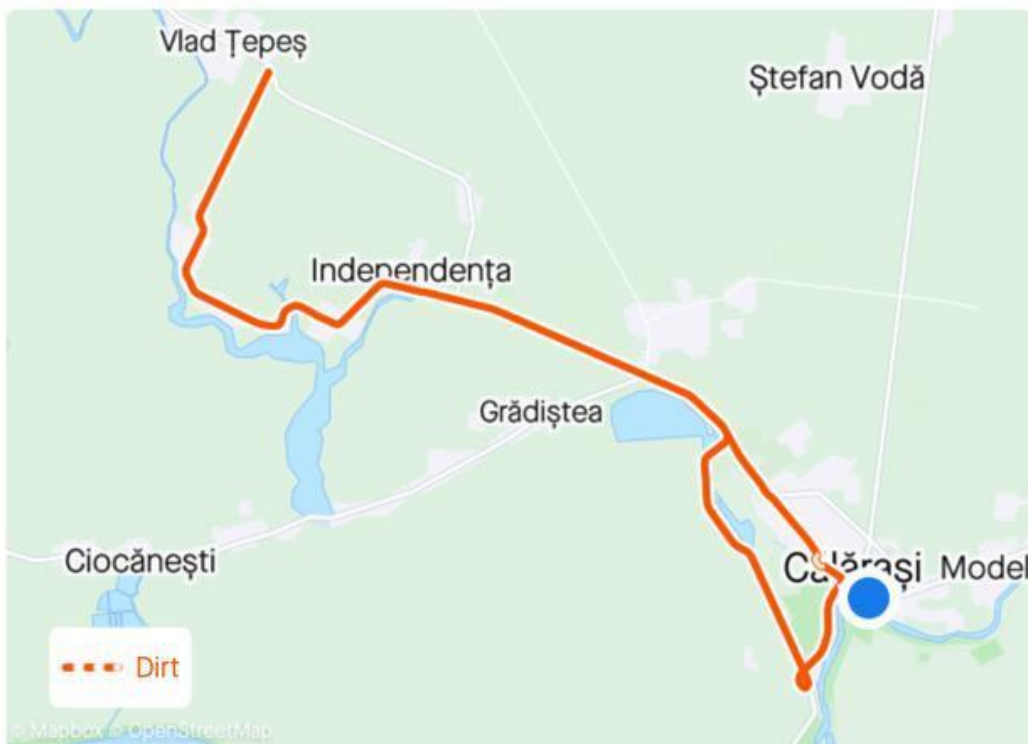 Vlad Țepeș
Ștefan Vodă
Independența
Grădiștea
Ciocănești
Călărași
Model
Dirt
© Mapbox © OpenStreetMap